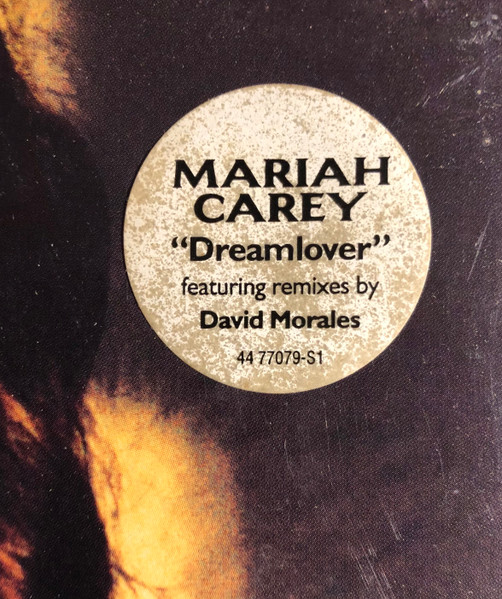 MARIAH
CAREY
“Dreamlover”
featuring remixes by
David Morales
44 77079-S1